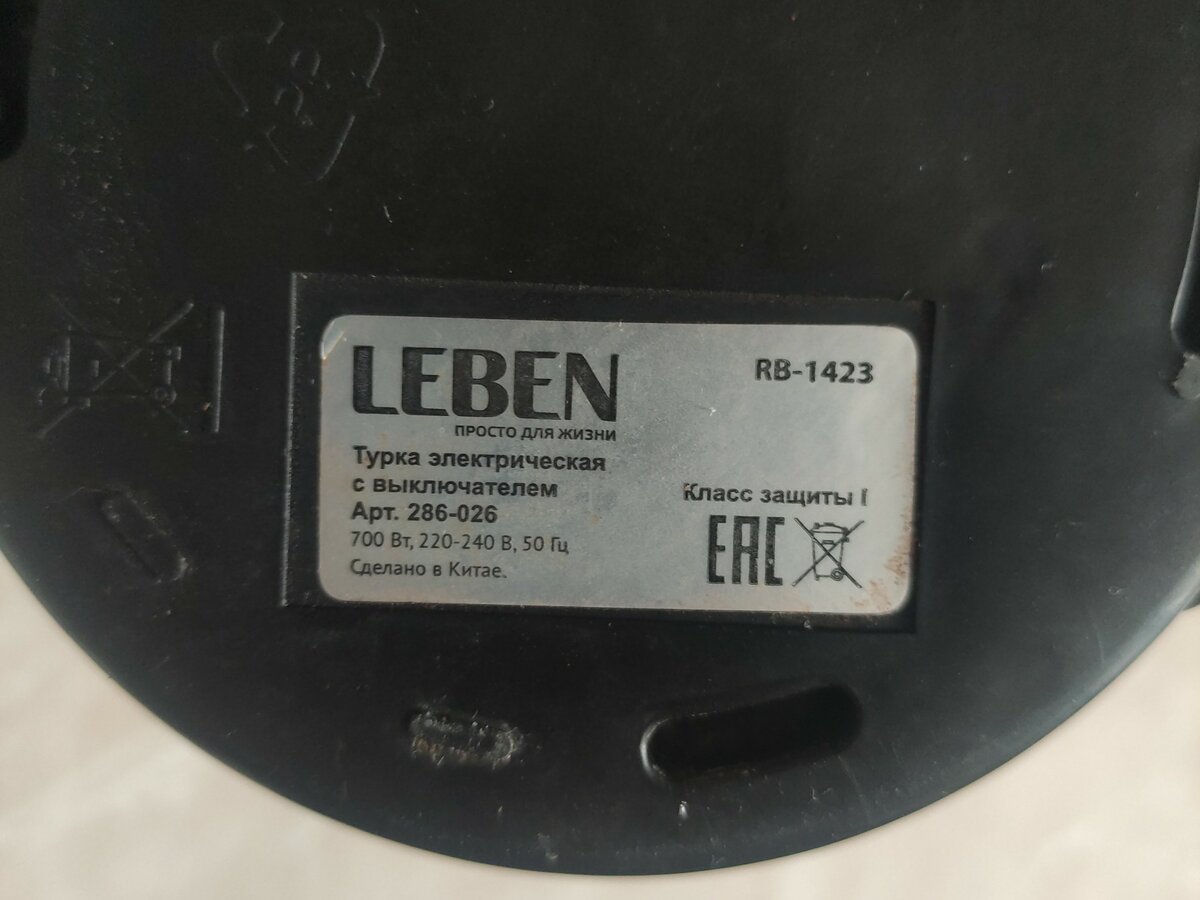 LEBEN
RB-1423
ПРОСТО ДЛЯ ЖИЗНИ
Турка электрическая
с выключателем
Арт. 286-026
700 Вт, 220-240 В, 50 Гц
Сделано в Китае.
Класс защиты I
EAC